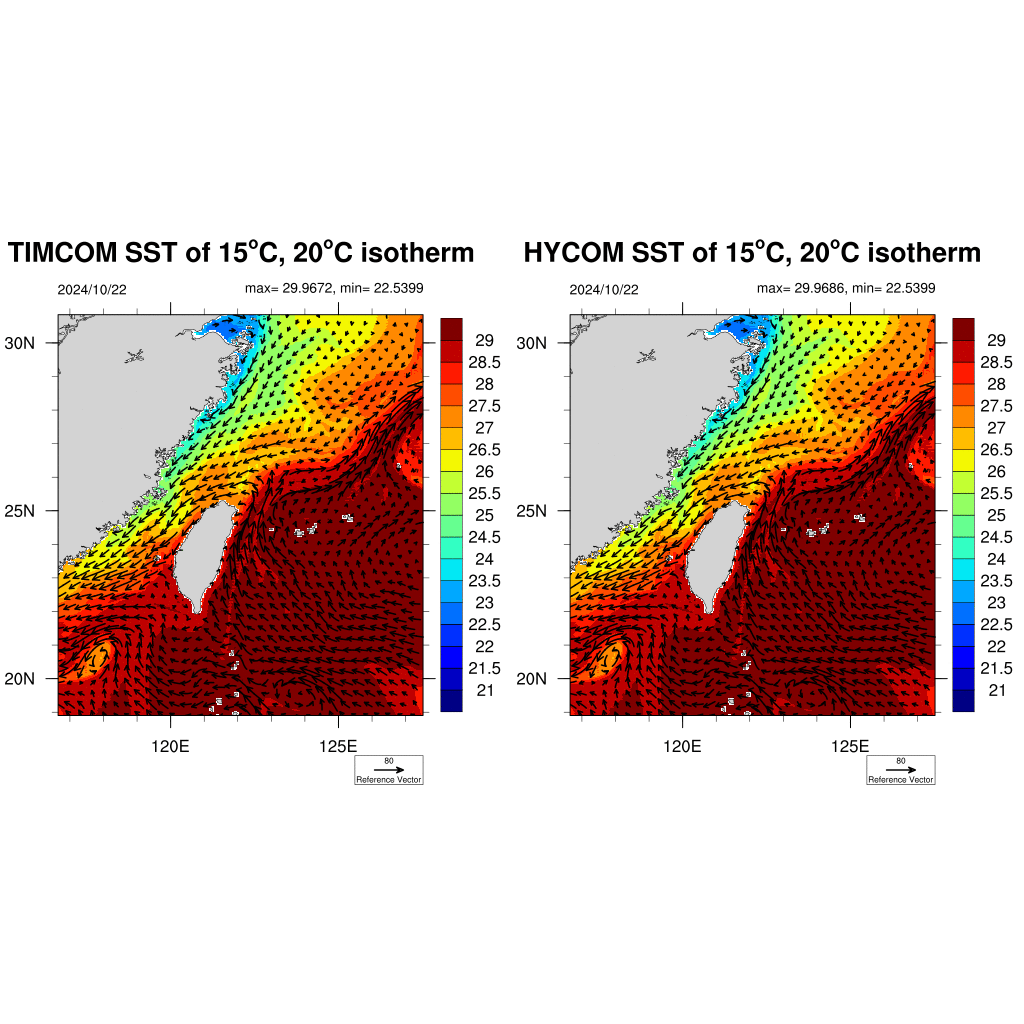 TIMCOM SST of 15°C, 20°C isotherm
2024/10/22
max= 29.9672, min= 22.5399
30N
25N
20N
120E
125E
29
28.5
28
27.5
27
26.5
26
25.5
25
24.5
24
23.5
23
22.5
22
21.5
21
80
Reference Vector
HYCOM SST of 15°C, 20°C isotherm
2024/10/22
max= 29.9686, min= 22.5399
30N
25N
20N
120E
125E
29
28.5
28
27.5
27
26.5
26
25.5
25
24.5
24
23.5
23
22.5
22
21.5
21
80
Reference Vector